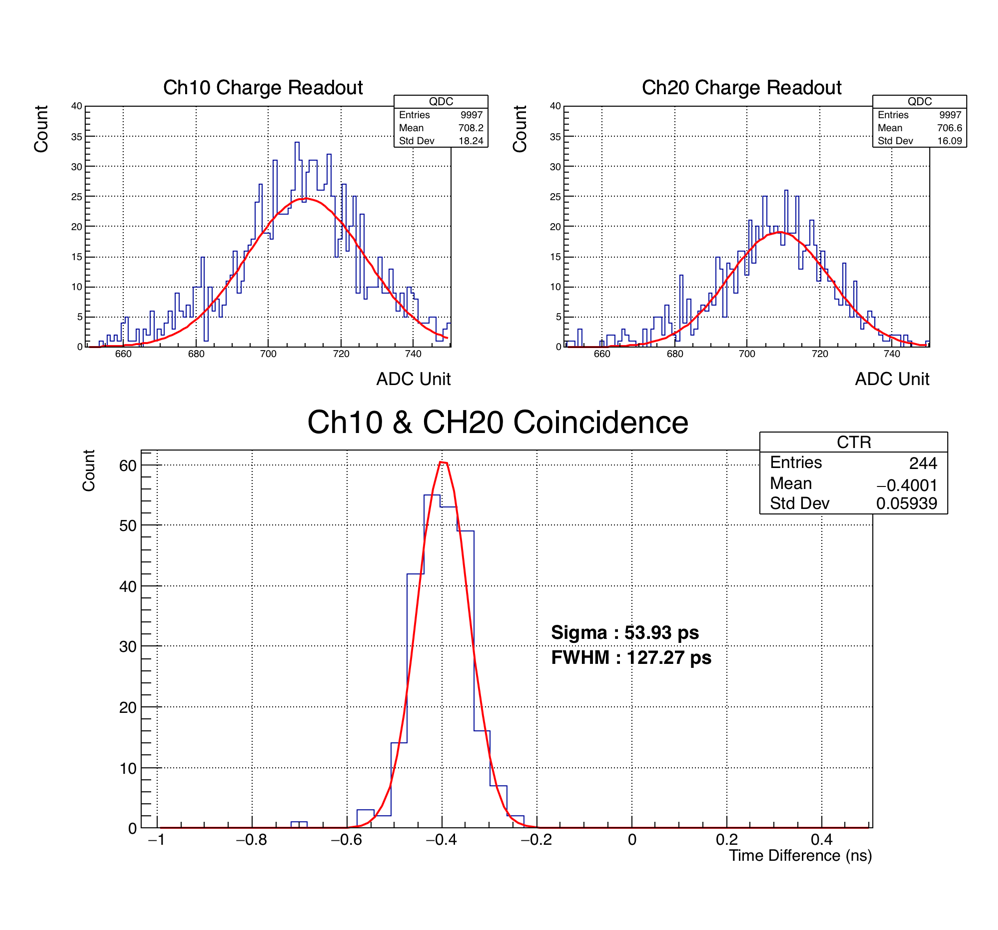 Ch10 Charge Readout
Count
40
35
30
25
20
15
10
5
0
660 680 700 720 740
ADC Unit
QDC
Entries 9997
Mean 708.2
Std Dev 18.24
Ch20 Charge Readout
Count
40
35
30
25
20
15
10
5
0
660 680 700 720 740
ADC Unit
QDC
Entries 9997
Mean 706.6
Std Dev 16.09
Ch10 & CH20 Coincidence
Count
60
50
40
30
20
10
0
−1 −0.8 −0.6 −0.4 −0.2 0 0.2 0.4
Time Difference (ns)
CTR
Entries 244
Mean −0.4001
Std Dev 0.05939
Sigma : 53.93 ps
FWHM : 127.27 ps